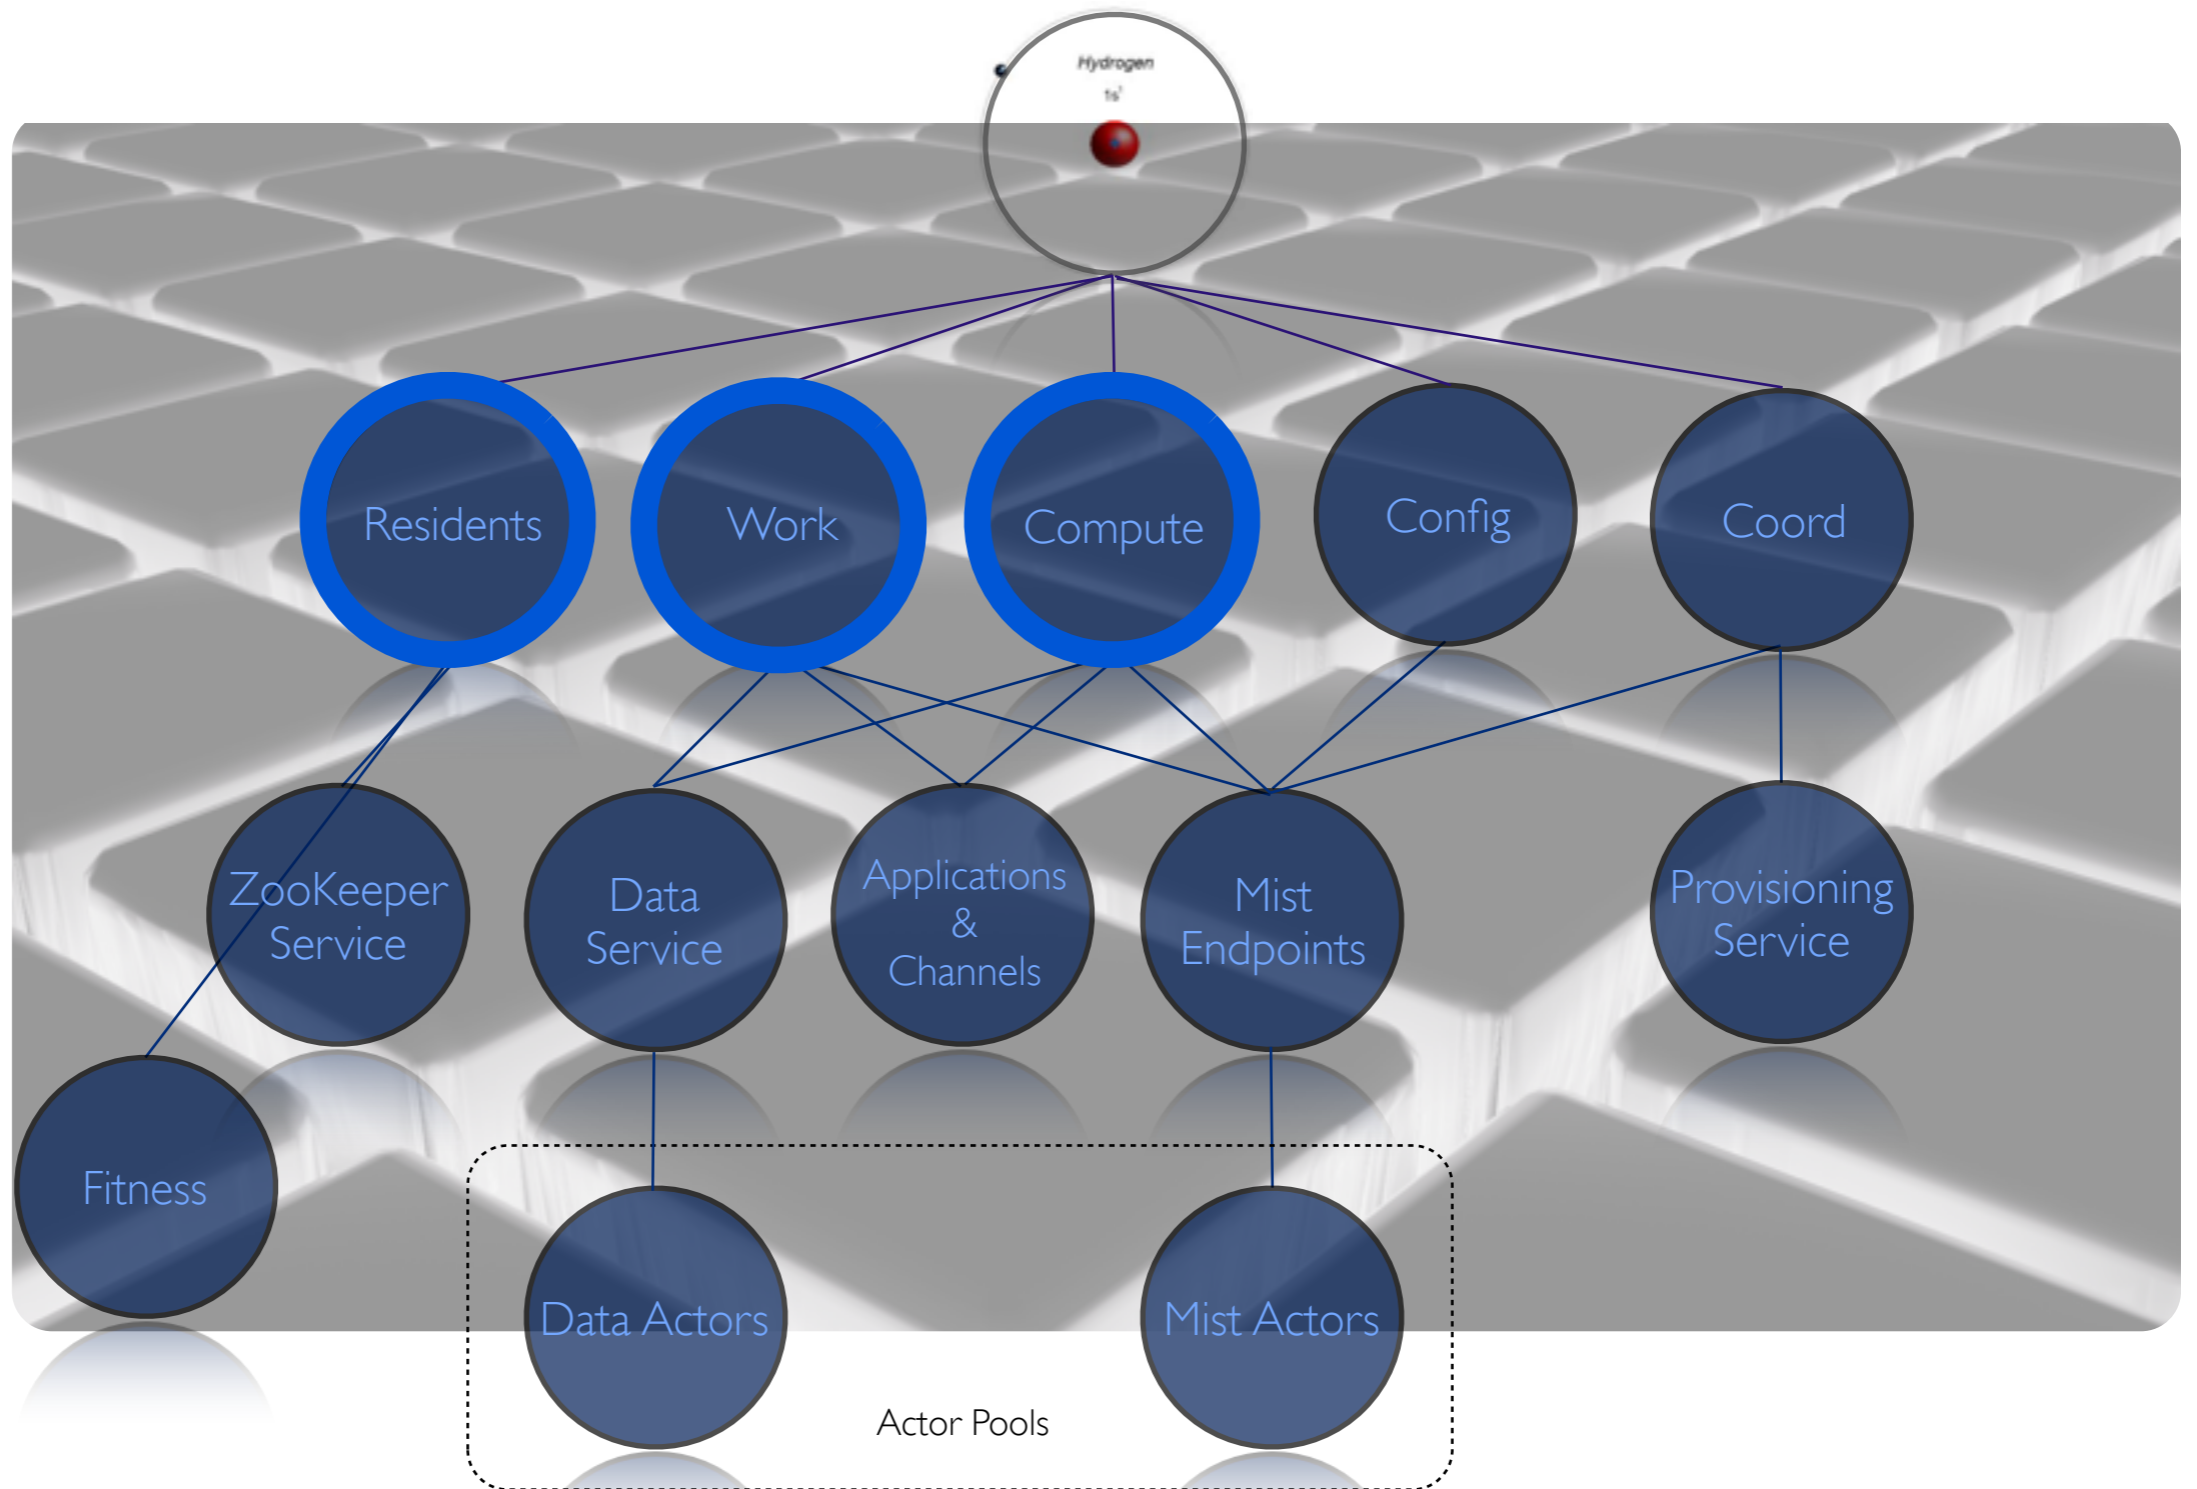 Hydrogen
1s¹
Residents
Work
Compute
Config
Coord
ZooKeeper
Service
Data
Service
Applications
&
Channels
Mist
Endpoints
Provisioning
Service
Fitness
Data Actors
Mist Actors
Actor Pools